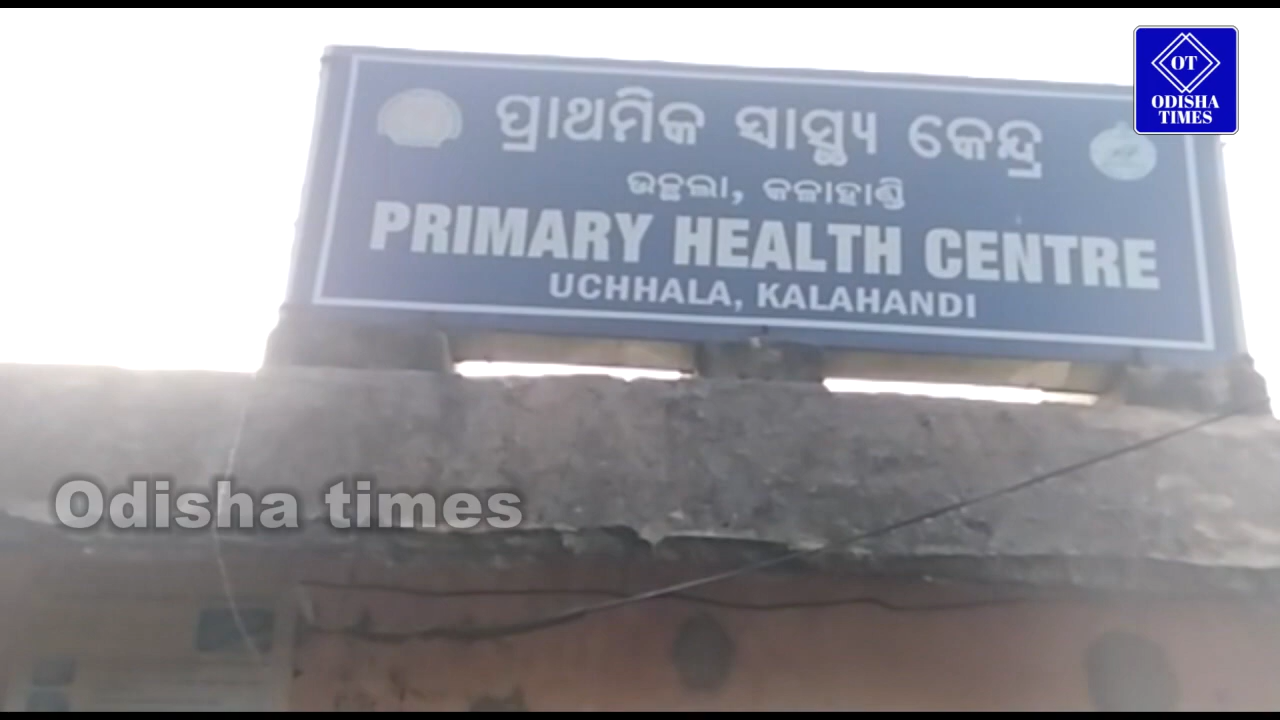 ପ୍ରାଥମିକ ସ୍ୱାସ୍ଥ୍ୟ କେନ୍ଦ୍ର
ଉଚ୍ଛଲା, କଳାହାଣ୍ଡି
PRIMARY HEALTH CENTRE
UCHHALA, KALAHANDI
OT
ODISHA
TIMES
Odisha times